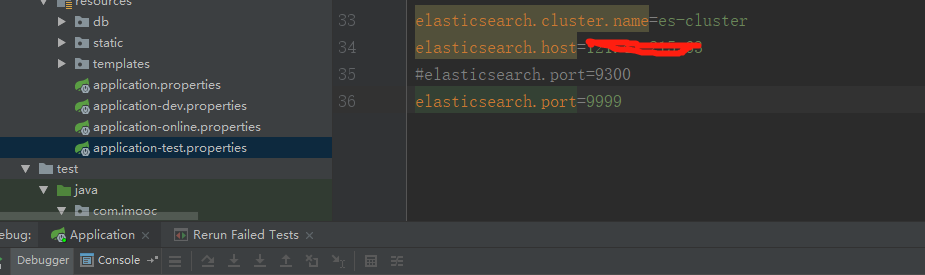 resources
db
static
templates
application.properties
application-dev.properties
application-online.properties
application-test.properties
test
java
com.imooc
33 elasticsearch.cluster.name=es-cluster
34 elasticsearch.host=
35 #elasticsearch.port=9300
36 elasticsearch.port=9999
ebug: Application × Rerun Failed Tests ×
Debugger Console